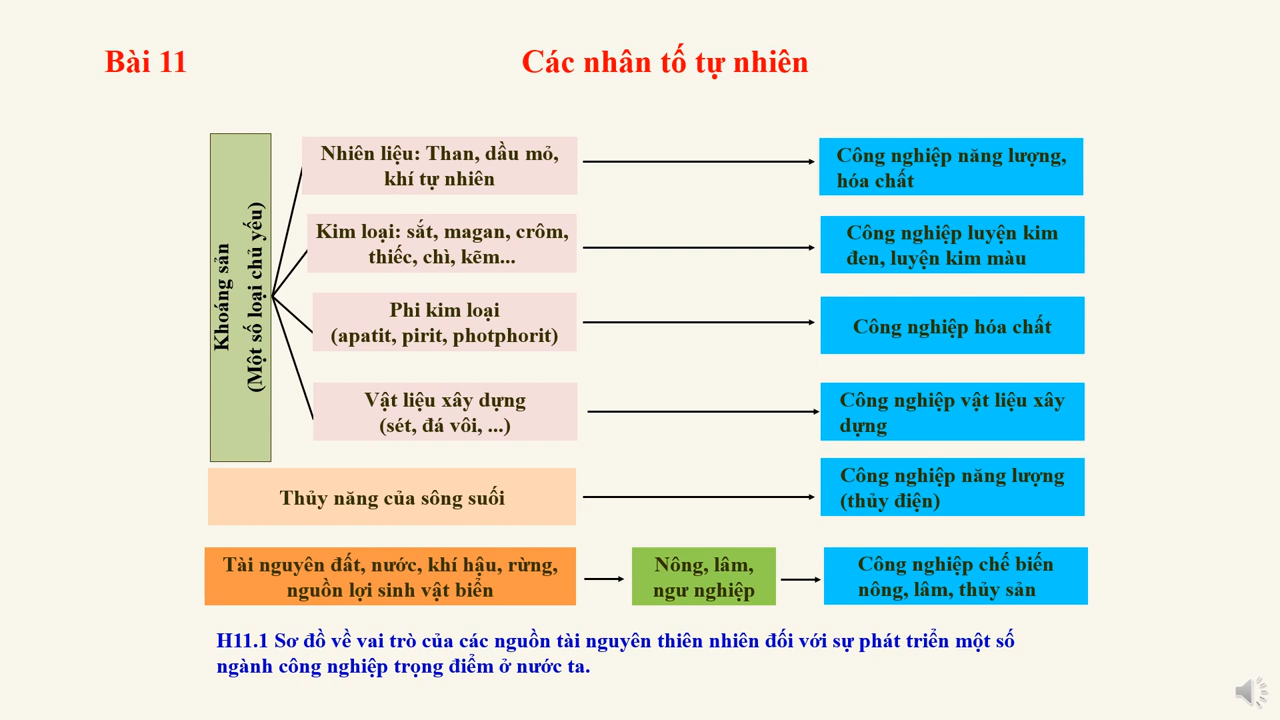 Bài 11
Các nhân tố tự nhiên
Khoáng sản
(Một số loại chủ yếu)
Nhiên liệu: Than, dầu mỏ,
khí tự nhiên
Công nghiệp năng lượng,
hóa chất
Kim loại: sắt, magan, crôm,
thiếc, chì, kẽm...
Công nghiệp luyện kim
đen, luyện kim màu
Phi kim loại
(apatit, pirit, photphorit)
Công nghiệp hóa chất
Vật liệu xây dựng
(sét, đá vôi, ...)
Công nghiệp vật liệu xây
dựng
Thủy năng của sông suối
Công nghiệp năng lượng
(thủy điện)
Tài nguyên đất, nước, khí hậu, rừng,
nguồn lợi sinh vật biển
Nông, lâm,
ngư nghiệp
Công nghiệp chế biến
nông, lâm, thủy sản
H11.1 Sơ đồ về vai trò của các nguồn tài nguyên thiên nhiên đối với sự phát triển một số
ngành công nghiệp trọng điểm ở nước ta.